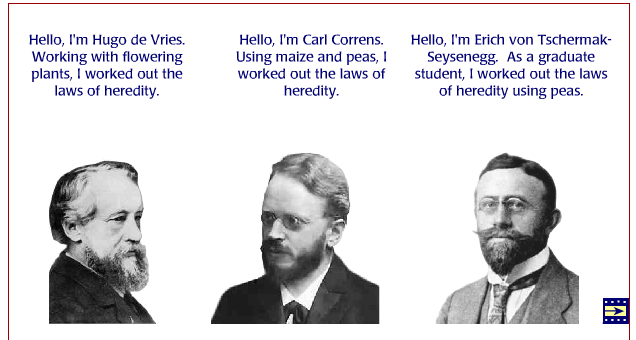 Hello, I'm Hugo de Vries.
Working with flowering
plants, I worked out the
laws of heredity.
Hello, I'm Carl Correns.
Using maize and peas, I
worked out the laws of
heredity.
Hello, I'm Erich von Tschermak-
Seysenegg.  As a graduate
student, I worked out the laws
of heredity using peas.